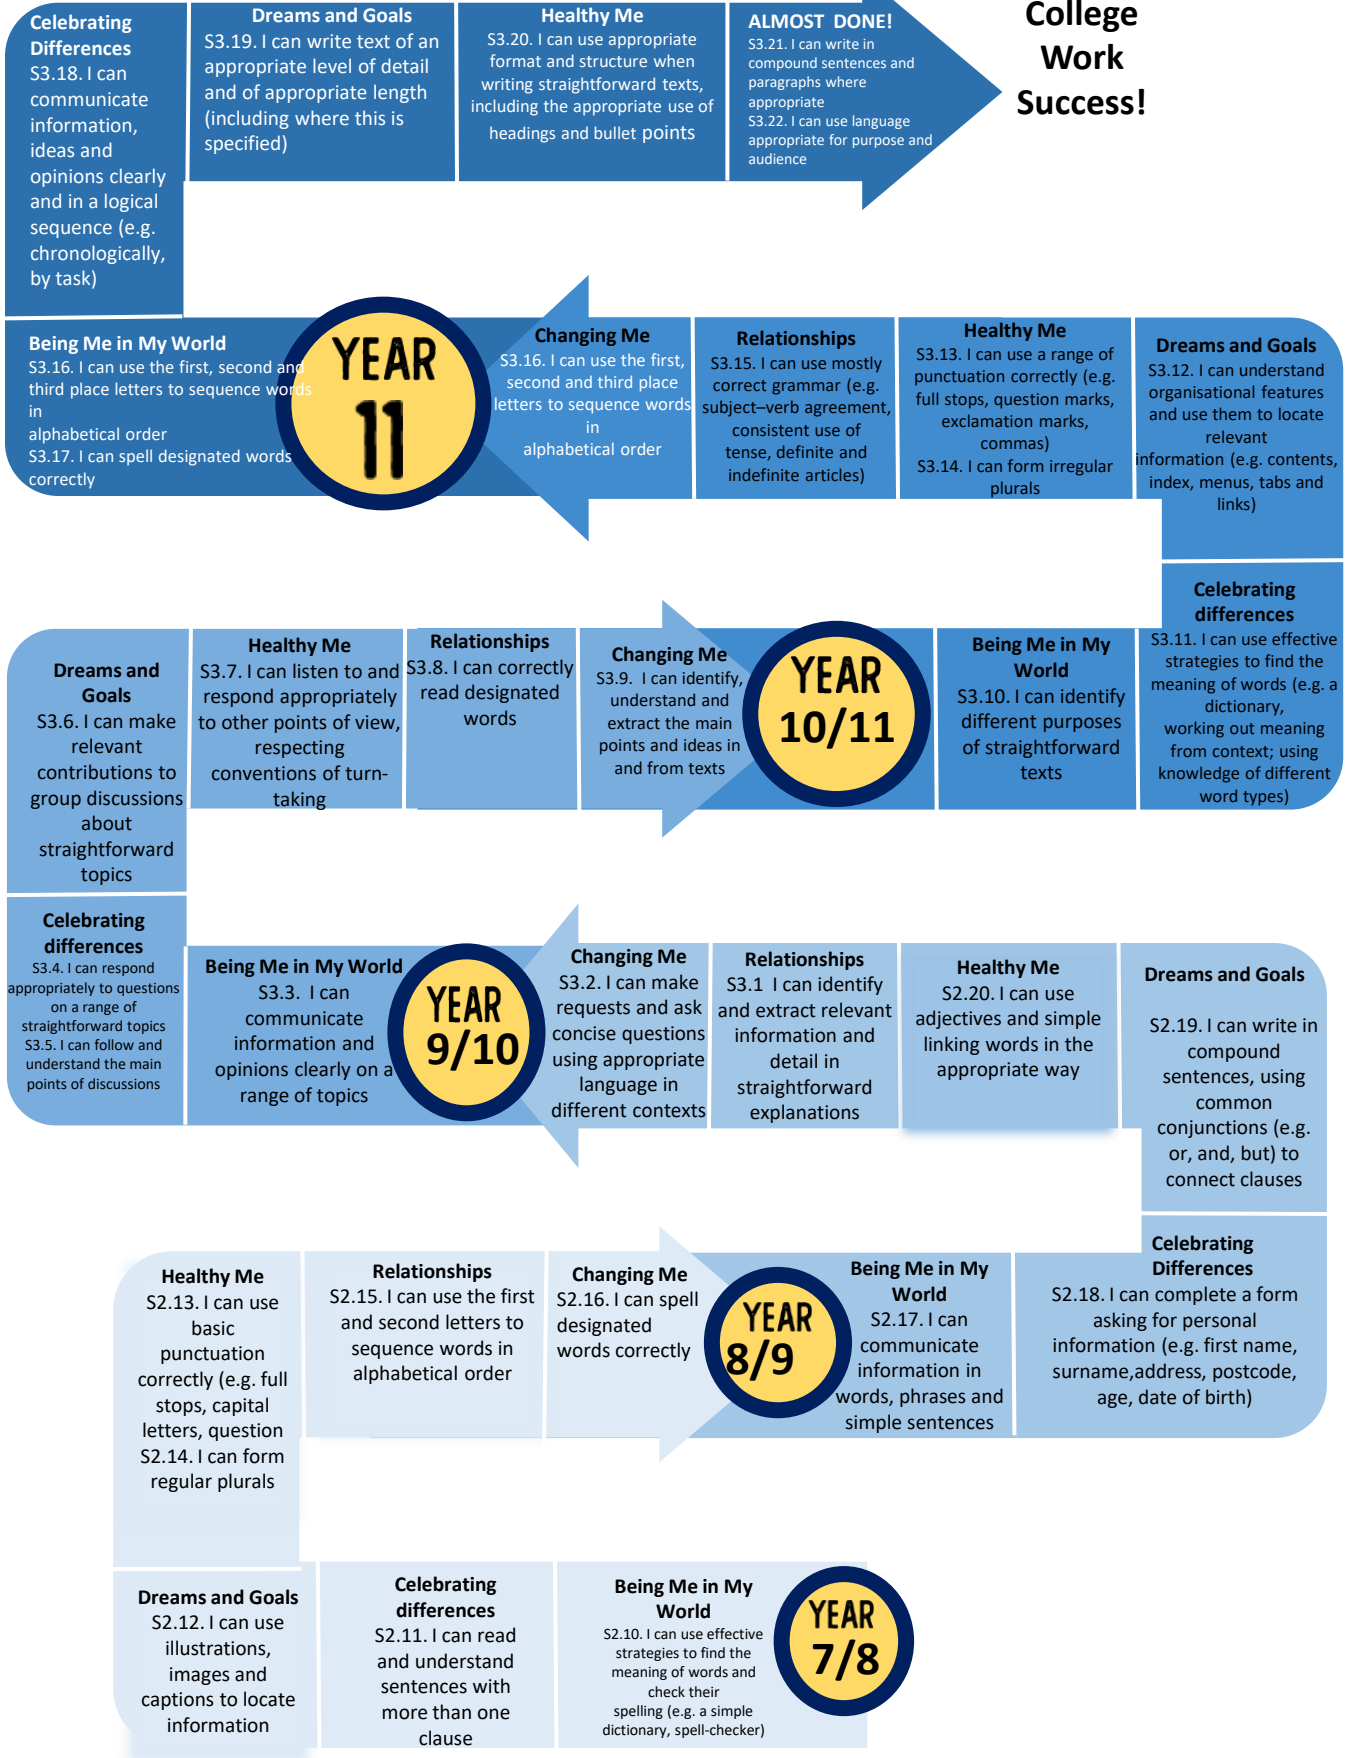 Celebrating
Differences
S3.18. I can
communicate
information,
ideas and
opinions clearly
and in a logical
sequence (e.g.
chronologically,
by task)
Dreams and Goals
S3.19. I can write text of an
appropriate level of detail
and of appropriate length
(including where this is
specified)
Healthy Me
S3.20. I can use appropriate
format and structure when
writing straightforward texts,
including the appropriate use of
headings and bullet points
ALMOST DONE!
S3.21. I can write in
compound sentences and
paragraphs where
appropriate
S3.22. I can use language
appropriate for purpose and
audience
College
Work
Success!
Being Me in My World
S3.16. I can use the first, second and
third place letters to sequence words
in
alphabetical order
S3.17. I can spell designated words
correctly
YEAR
11
Changing Me
S3.16. I can use the first,
second and third place
letters to sequence words
in
alphabetical order
Relationships
S3.15. I can use mostly
correct grammar (e.g.
subject–verb agreement,
consistent use of
tense, definite and
indefinite articles)
Healthy Me
S3.13. I can use a range of
punctuation correctly (e.g.
full stops, question marks,
exclamation marks,
commas)
S3.14. I can form irregular
plurals
Dreams and Goals
S3.12. I can understand
organisational features
and use them to locate
relevant
information (e.g. contents,
index, menus, tabs and
links)
Dreams and
Goals
S3.6. I can make
relevant
contributions to
group discussions
about
straightforward
topics
Healthy Me
S3.7. I can listen to and
respond appropriately
to other points of view,
respecting
conventions of turn-
taking
Relationships
S3.8. I can correctly
read designated
words
Changing Me
S3.9. I can identify,
understand and
extract the main
points and ideas in
and from texts
YEAR
10/11
Being Me in My
World
S3.10. I can identify
different purposes
of straightforward
texts
Celebrating
differences
S3.11. I can use effective
strategies to find the
meaning of words (e.g. a
dictionary,
working out meaning
from context; using
knowledge of different
word types)
Celebrating
differences
S3.4. I can respond
appropriately to questions
on a range of
straightforward topics
S3.5. I can follow and
understand the main
points of discussions
Being Me in My World
S3.3. I can
communicate
information and
opinions clearly on a
range of topics
YEAR
9/10
Changing Me
S3.2. I can make
requests and ask
concise questions
using appropriate
language in
different contexts
Relationships
S3.1 I can identify
and extract relevant
information and
detail in
straightforward
explanations
Healthy Me
S2.20. I can use
adjectives and simple
linking words in the
appropriate way
Dreams and Goals
S2.19. I can write in
compound
sentences, using
common
conjunctions (e.g.
or, and, but) to
connect clauses
Healthy Me
S2.13. I can use
basic
punctuation
correctly (e.g. full
stops, capital
letters, question
S2.14. I can form
regular plurals
Relationships
S2.15. I can use the first
and second letters to
sequence words in
alphabetical order
Changing Me
S2.16. I can spell
designated
words correctly
YEAR
8/9
Being Me in My
World
S2.17. I can
communicate
information in
words, phrases and
simple sentences
Celebrating
Differences
S2.18. I can complete a form
asking for personal
information (e.g. first name,
surname,address, postcode,
age, date of birth)
Dreams and Goals
S2.12. I can use
illustrations,
images and
captions to locate
information
Celebrating
differences
S2.11. I can read
and understand
sentences with
more than one
clause
Being Me in My
World
S2.10. I can use effective
strategies to find the
meaning of words and
check their
spelling (e.g. a simple
dictionary, spell-checker)
YEAR
7/8